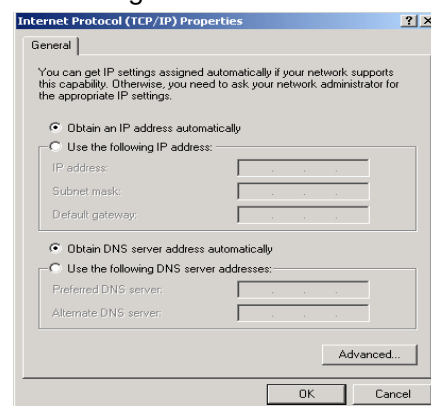 Internet Protocol (TCP/IP) Properties
General
You can get IP settings assigned automatically if your network supports
this capability. Otherwise, you need to ask your network administrator for
the appropriate IP settings.
Obtain an IP address automatically
Use the following IP address:
IP address:
Subnet mask:
Default gateway:
Obtain DNS server address automatically
Use the following DNS server addresses:
Preferred DNS server:
Alternate DNS server:
Advanced...
OK Cancel